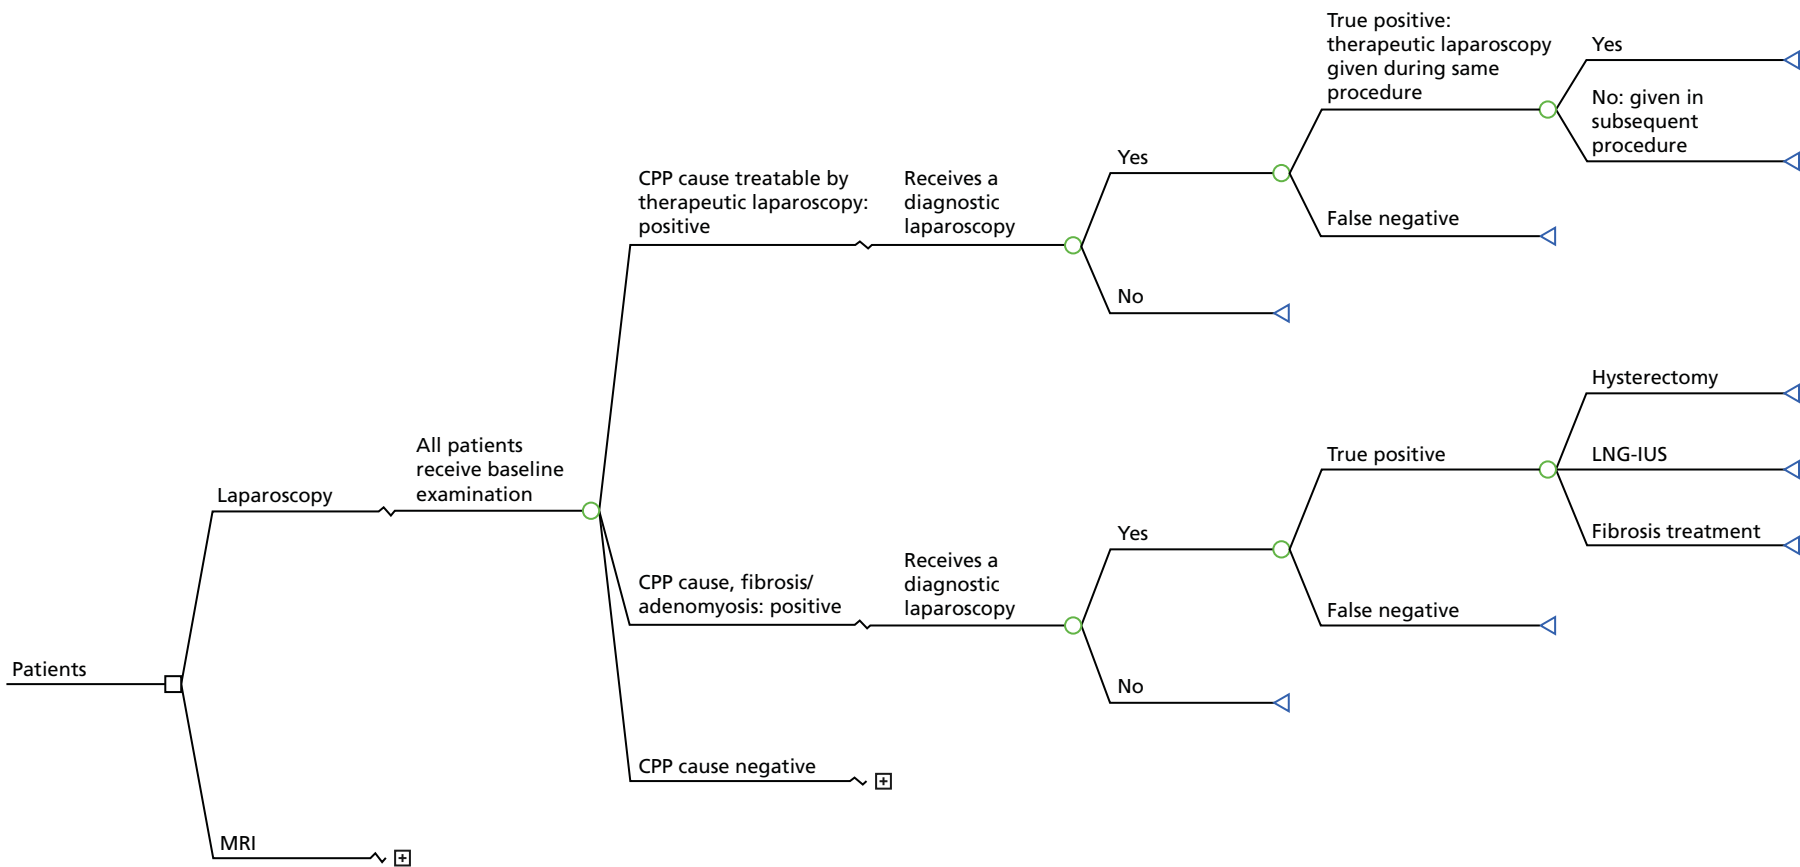 True positive:
therapeutic laparoscopy
given during same
procedure
Yes
No: given in
subsequent
procedure
CPP cause treatable by
therapeutic laparoscopy:
positive
Receives a
diagnostic
laparoscopy
Yes
False negative
No
Hysterectomy
LNG-IUS
Fibrosis treatment
True positive
All patients
receive baseline
examination
Laparoscopy
CPP cause, fibrosis/
adenomyosis: positive
Receives a
diagnostic
laparoscopy
Yes
False negative
No
Patients
CPP cause negative
MRI